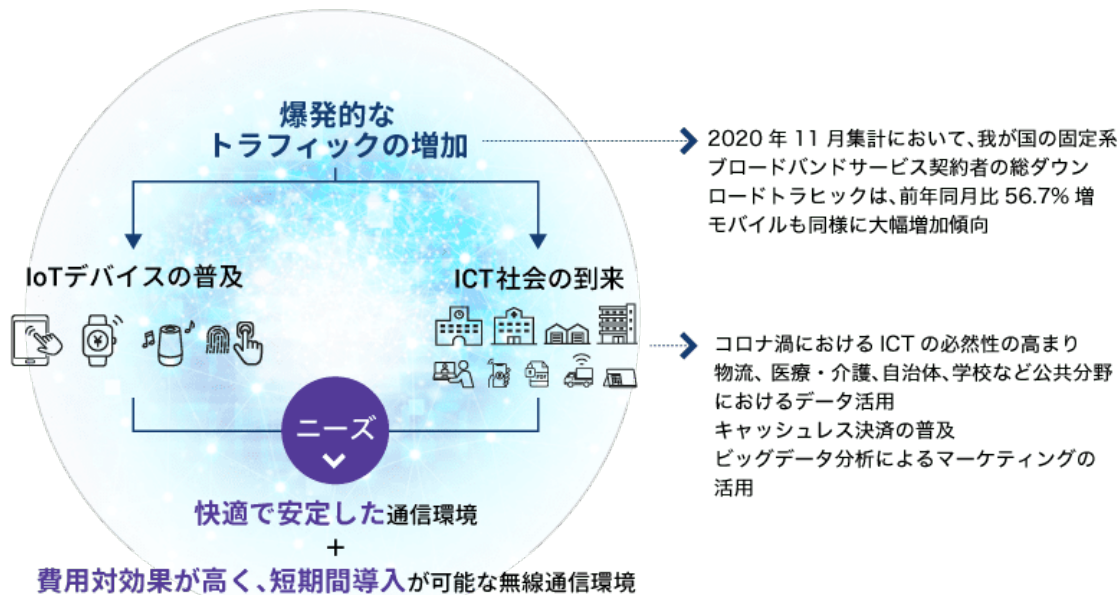 爆発的な
トラフィックの増加
2020 年 11 月集計において、我が国の固定系
ブロードバンドサービス契約者の総ダウン
ロードトラヒックは、前年同月比 56.7% 増
モバイルも同様に大幅増加傾向
IoTデバイスの普及
ICT社会の到来
コロナ渦における ICT の必然性の高まり
物流、医療・介護、自治体、学校など公共分野
におけるデータ活用
キャッシュレス決済の普及
ビッグデータ分析によるマーケティングの
活用
ニーズ
快適で安定した通信環境
+
費用対効果が高く、短期間導入が可能な無線通信環境